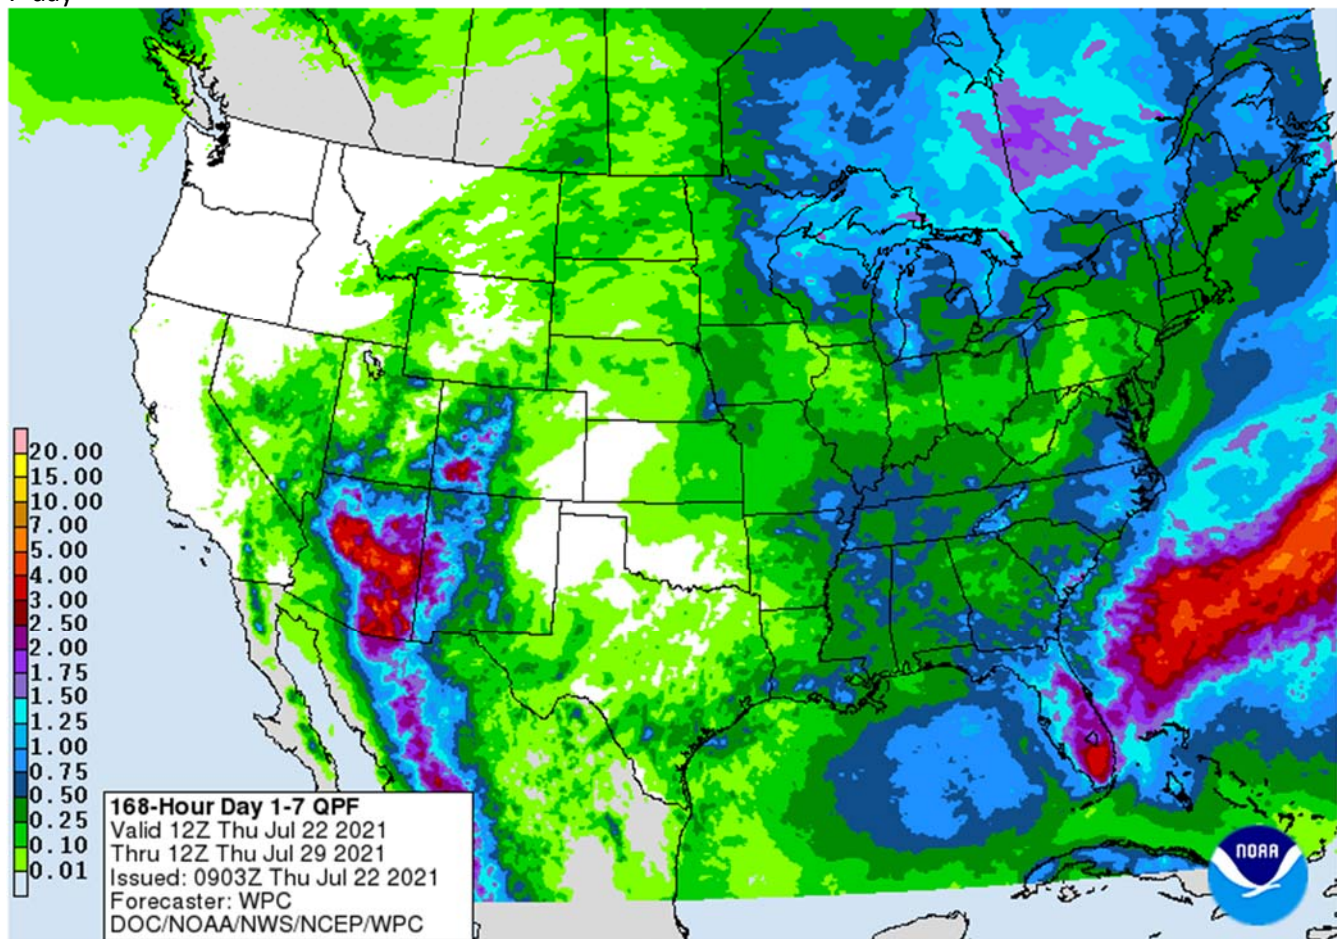 7-day
20.00
15.00
10.00
7.00
5.00
4.00
3.00
2.50
2.00
1.75
1.50
1.25
1.00
0.75
0.50
0.25
0.10
0.01
168-Hour Day 1-7 QPF
Valid 12Z Thu Jul 22 2021
Thru 12Z Thu Jul 29 2021
Issued: 0903Z Thu Jul 22 2021
Forecaster: WPC
DOC/NOAA/NWS/NCEP/WPC
NOAA